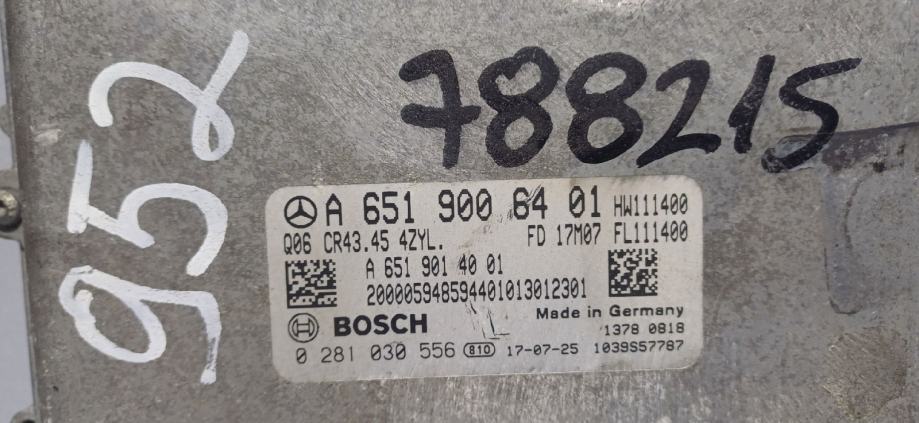 952
788215
A 651 900 64 01 HW111400
Q06 CR43.45 4ZYL. FD 17M07 FL111400
A 651 901 40 01
200005948594401013012301
Made in Germany
BOSCH
1378 0818
0 281 030 556 810 17-07-25 1039S57787